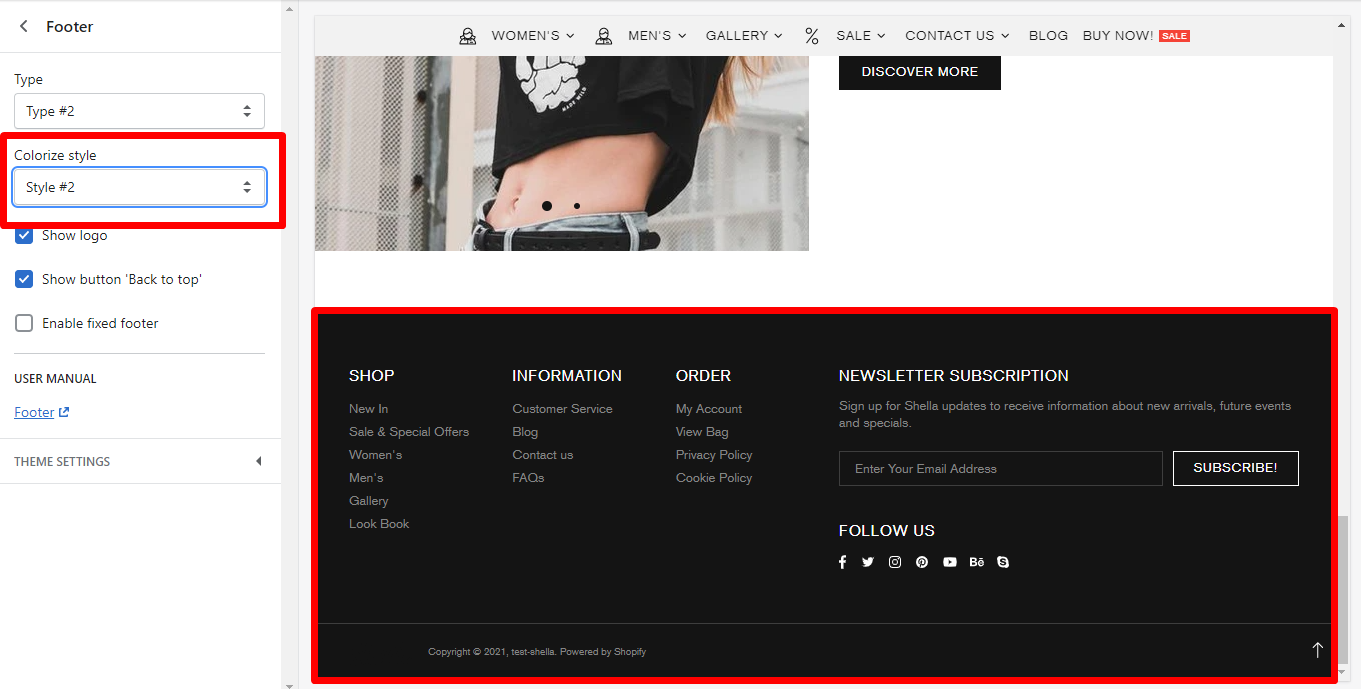 Footer
Type
Type #2
Colorize style
Style #2
Show logo
Show button 'Back to top'
Enable fixed footer
USER MANUAL
Footer
THEME SETTINGS
WOMEN'S MEN'S GALLERY % SALE CONTACT US BLOG BUY NOW! SALE
MADE WILD
DISCOVER MORE
SHOP
New In
Sale & Special Offers
Women's
Men's
Gallery
Look Book
INFORMATION
Customer Service
Blog
Contact us
FAQs
ORDER
My Account
View Bag
Privacy Policy
Cookie Policy
NEWSLETTER SUBSCRIPTION
Sign up for Shella updates to receive information about new arrivals, future events
and specials.
Enter Your Email Address
SUBSCRIBE!
FOLLOW US
Bē
Copyright © 2021, test-shella. Powered by Shopify